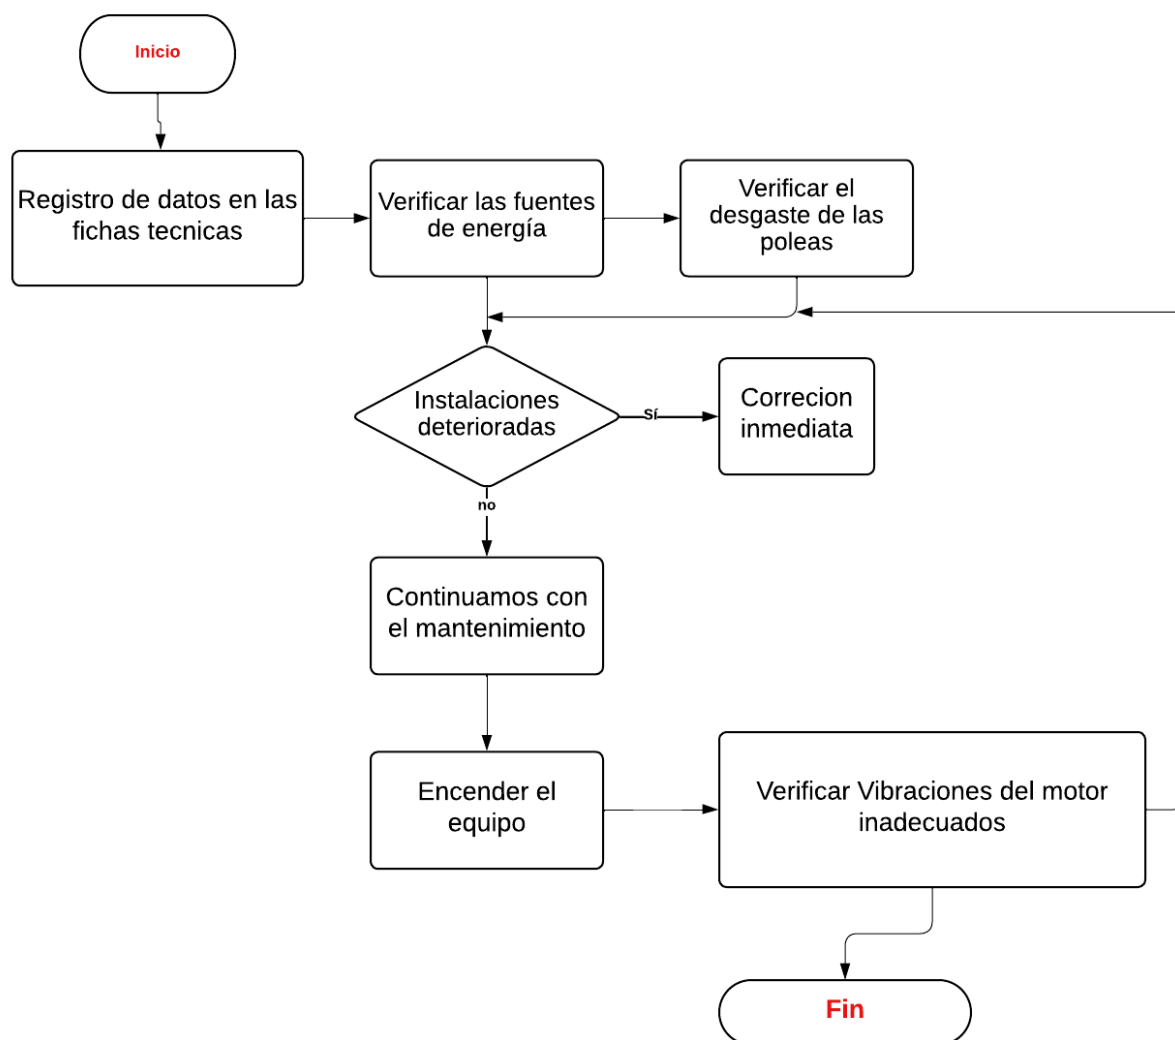 Inicio
Registro de datos en las
fichas tecnicas
Verificar las fuentes
de energía
Verificar el
desgaste de las
poleas
Instalaciones
deterioradas
Sí
Correcion
inmediata
no
Continuamos con
el mantenimiento
Encender el
equipo
Verificar Vibraciones del motor
inadecuados
Fin